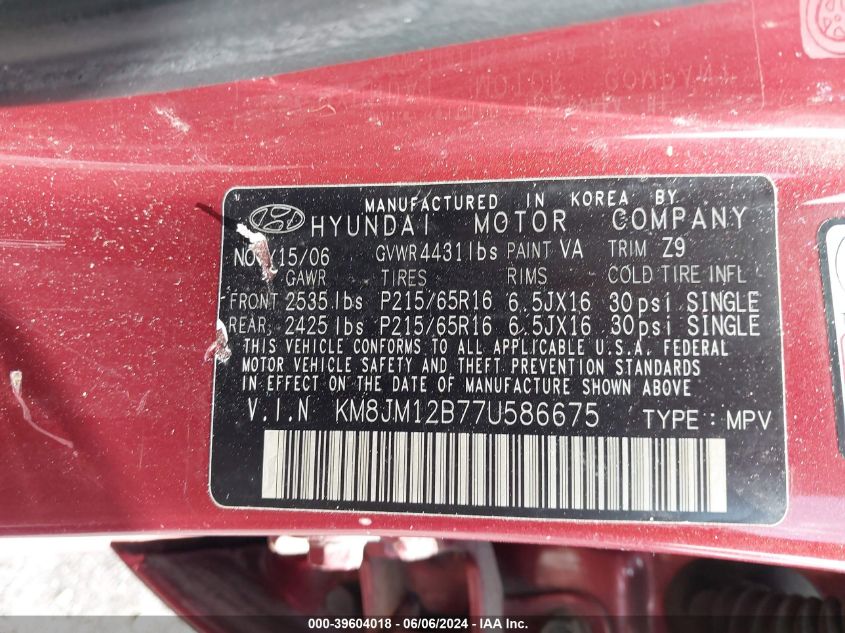 MANUFACTURED IN KOREA BY
HYUNDAI MOTOR COMPANY
NO 15/06 GVWR 4431lbs PAINT VA TRIM Z9
GAWR TIRES RIMS COLD TIRE INFL
FRONT 2535lbs P215/65R16 6.5JX16 30psi SINGLE
REAR 2425lbs P215/65R16 6.5JX16 30psi SINGLE
THIS VEHICLE CONFORMS TO ALL APPLICABLE U.S.A. FEDERAL
MOTOR VEHICLE SAFETY AND THEFT PREVENTION STANDARDS
IN EFFECT ON THE DATE OF MANUFACTURE SHOWN ABOVE
V.I.N KM8JM12B77U586675 TYPE : MPV
000-39604018 - 06/06/2024 - IAA Inc.